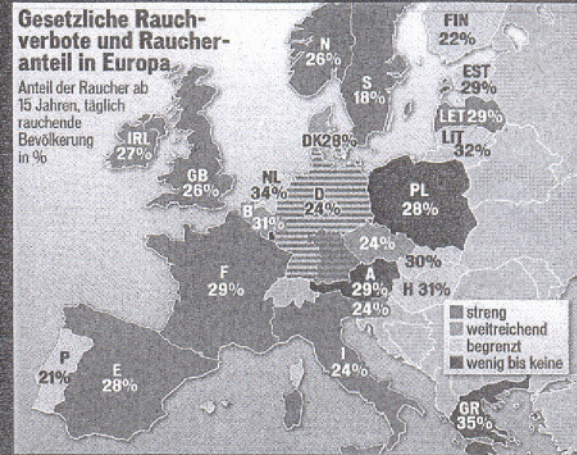 Gesetzliche Rauch-
verbote und Raucher-
anteil in Europa
Anteil der Raucher ab
15 Jahren, täglich
rauchende
Bevölkerung
in %
FIN
22%
N
26%
S
18%
EST
29%
LET 29%
LIT
32%
DK28%
IRL
27%
GB
26%
NL
34%
B
31%
D
24%
PL
28%
24%
30%
F
29%
A
29%
H 31%
24%
P
21%
E
28%
I
24%
GR
35%
streng
weitreichend
begrenzt
wenig bis keine